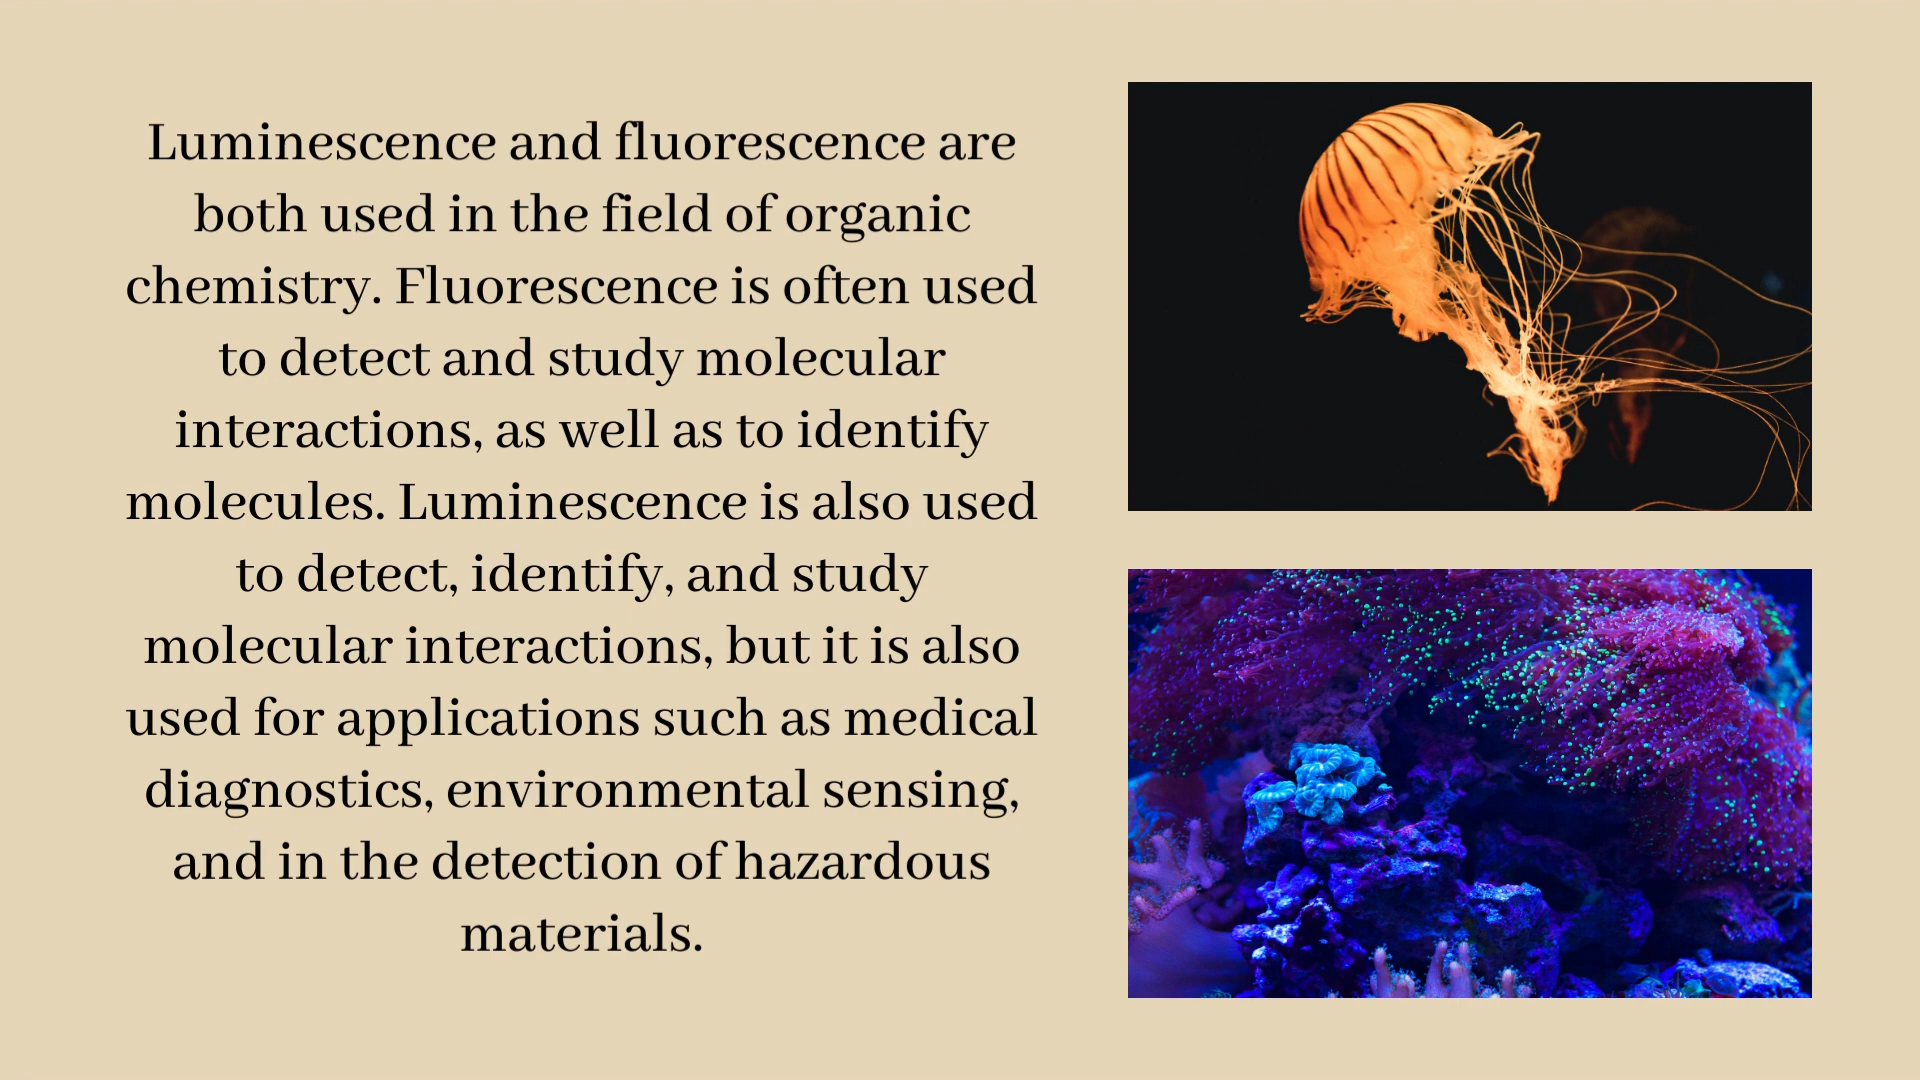 Luminescence and fluorescence are
both used in the field of organic
chemistry. Fluorescence is often used
to detect and study molecular
interactions, as well as to identify
molecules. Luminescence is also used
to detect, identify, and study
molecular interactions, but it is also
used for applications such as medical
diagnostics, environmental sensing,
and in the detection of hazardous
materials.